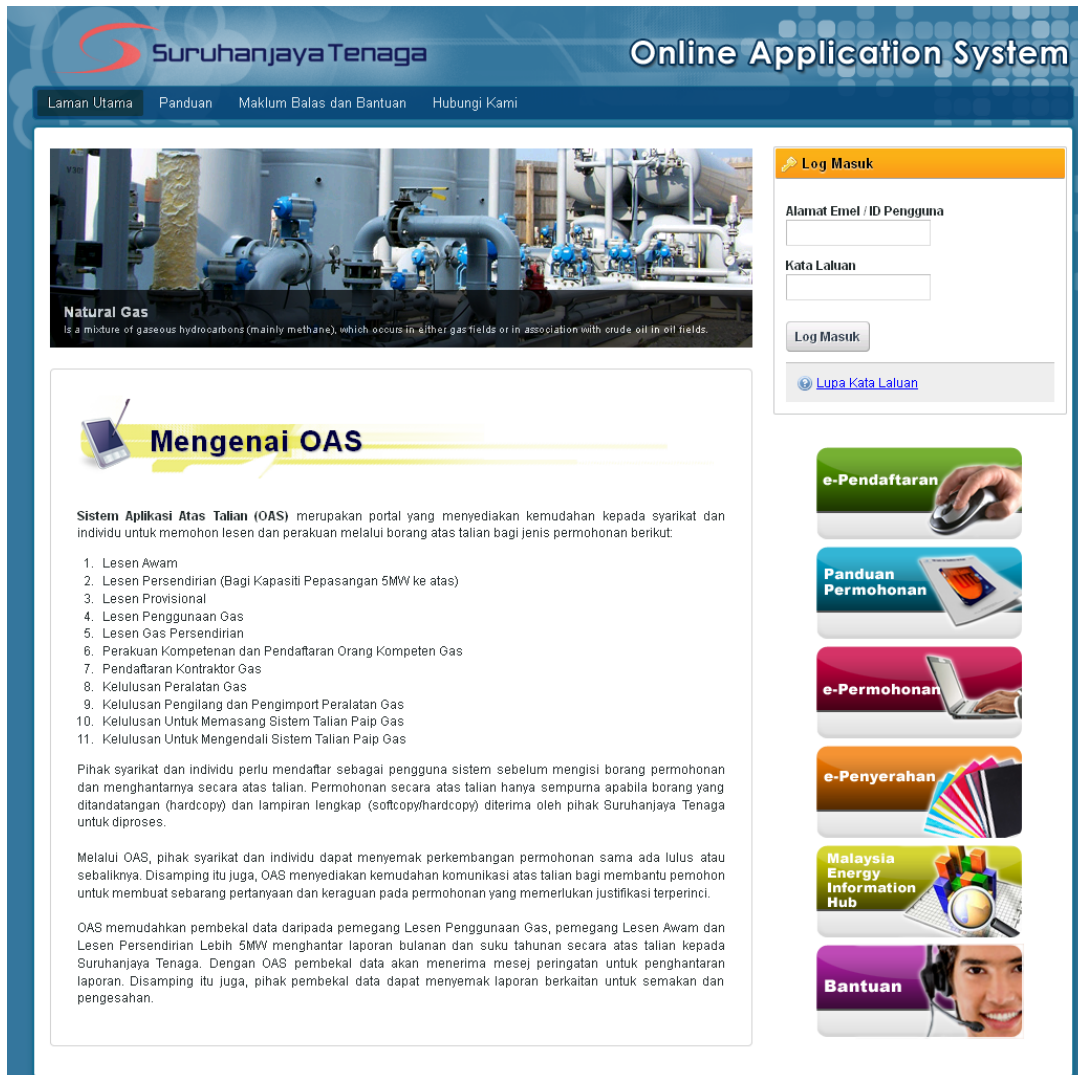 Suruhanjaya Tenaga
Online Application System
Laman Utama Panduan Maklum Balas dan Bantuan Hubungi Kami
Natural Gas
Is a mixture of gaseous hydrocarbons (mainly methane), which occurs in either gas fields or in association with crude oil in oil fields.
Log Masuk
Alamat Emel / ID Pengguna
Kata Laluan
Log Masuk
Lupa Kata Laluan
Mengenai OAS
Sistem Aplikasi Atas Talian (OAS) merupakan portal yang menyediakan kemudahan kepada syarikat dan
individu untuk memohon lesen dan perakuan melalui borang atas talian bagi jenis permohonan berikut:
1. Lesen Awam
2. Lesen Persendirian (Bagi Kapasiti Pepasangan 5MW ke atas)
3. Lesen Provisional
4. Lesen Penggunaan Gas
5. Lesen Gas Persendirian
6. Perakuan Kompetenan dan Pendaftaran Orang Kompeten Gas
7. Pendaftaran Kontraktor Gas
8. Kelulusan Peralatan Gas
9. Kelulusan Pengilang dan Pengimport Peralatan Gas
10. Kelulusan Untuk Memasang Sistem Talian Paip Gas
11. Kelulusan Untuk Mengendali Sistem Talian Paip Gas
Pihak syarikat dan individu perlu mendaftar sebagai pengguna sistem sebelum mengisi borang permohonan
dan menghantarnya secara atas talian. Permohonan secara atas talian hanya sempurna apabila borang yang
ditandatangan (hardcopy) dan lampiran lengkap (softcopy/hardcopy) diterima oleh pihak Suruhanjaya Tenaga
untuk diproses.
Melalui OAS, pihak syarikat dan individu dapat menyemak perkembangan permohonan sama ada lulus atau
sebaliknya. Disamping itu juga, OAS menyediakan kemudahan komunikasi atas talian bagi membantu pemohon
untuk membuat sebarang pertanyaan dan keraguan pada permohonan yang memerlukan justifikasi terperinci.
OAS memudahkan pembekal data daripada pemegang Lesen Penggunaan Gas, pemegang Lesen Awam dan
Lesen Persendirian Lebih 5MW menghantar laporan bulanan dan suku tahunan secara atas talian kepada
Suruhanjaya Tenaga. Dengan OAS pembekal data akan menerima mesej peringatan untuk penghantaran
laporan. Disamping itu juga, pihak pembekal data dapat menyemak laporan berkaitan untuk semakan dan
pengesahan.
e-Pendaftaran
Panduan
Permohonan
e-Permohonan
e-Penyerahan
Malaysia
Energy
Information
Hub
Bantuan